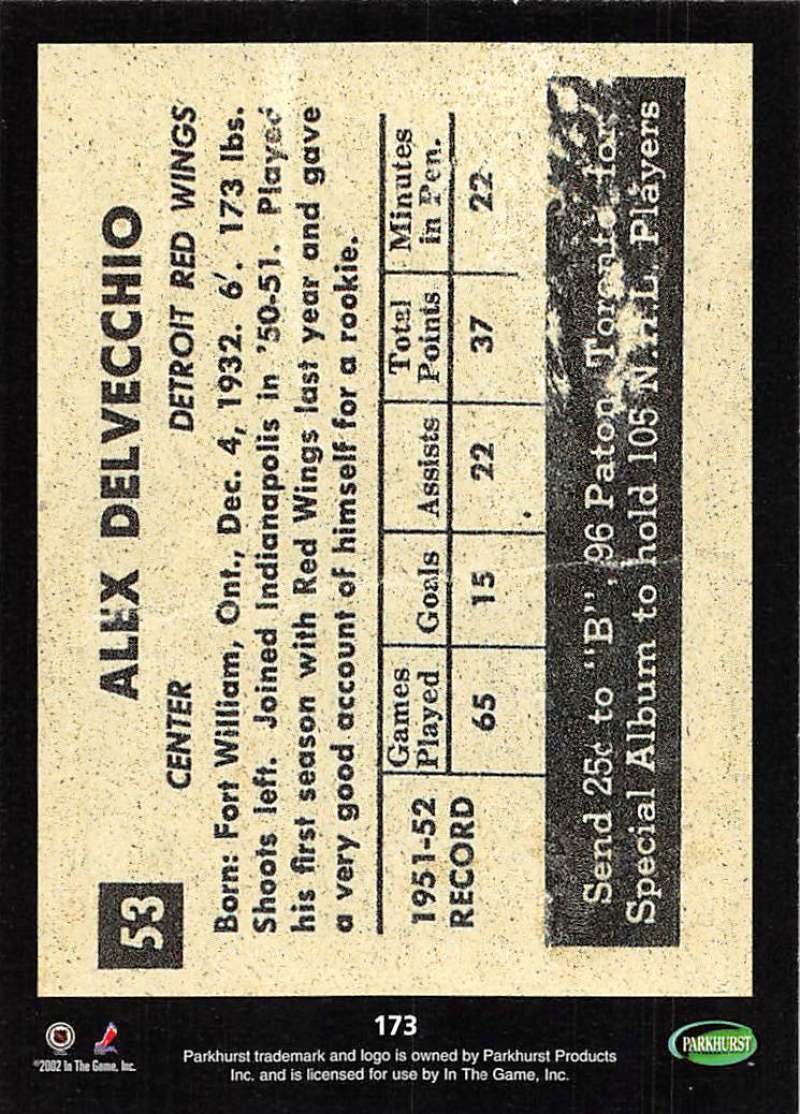 53
ALEX DELVECCHIO
CENTER DETROIT RED WINGS
Born: Fort William, Ont., Dec. 4, 1932. 6'. 173 lbs.
Shoots left. Joined Indianapolis in '50-51. Played
his first season with Red Wings last year and gave
a very good account of himself for a rookie.
1951-52 RECORD
Games Played Goals Assists Total Points Minutes in Pen.
65 15 22 37 22
Send 25¢ to "B", 96 Paton, Toronto, for
Special Album to hold 105 N.H.L. Players
173
Parkhurst trademark and logo is owned by Parkhurst Products
Inc. and is licensed for use by In The Game, Inc.
©2002 In The Game, Inc.
PARKHURST